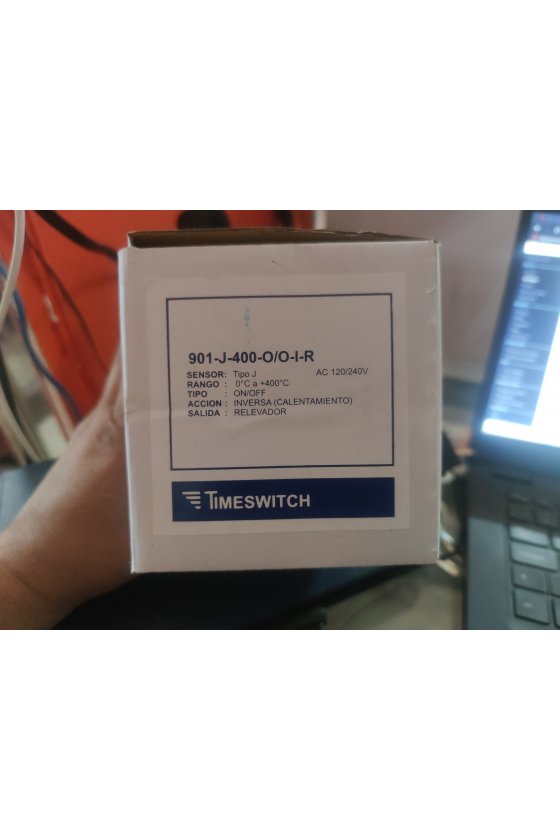 901-J-400-O/O-I-R
SENSOR: Tipo J AC 120/240V
RANGO : 0°C a +400°C
TIPO : ON/OFF
ACCION : INVERSA (CALENTAMIENTO)
SALIDA : RELEVADOR
TIMESWITCH